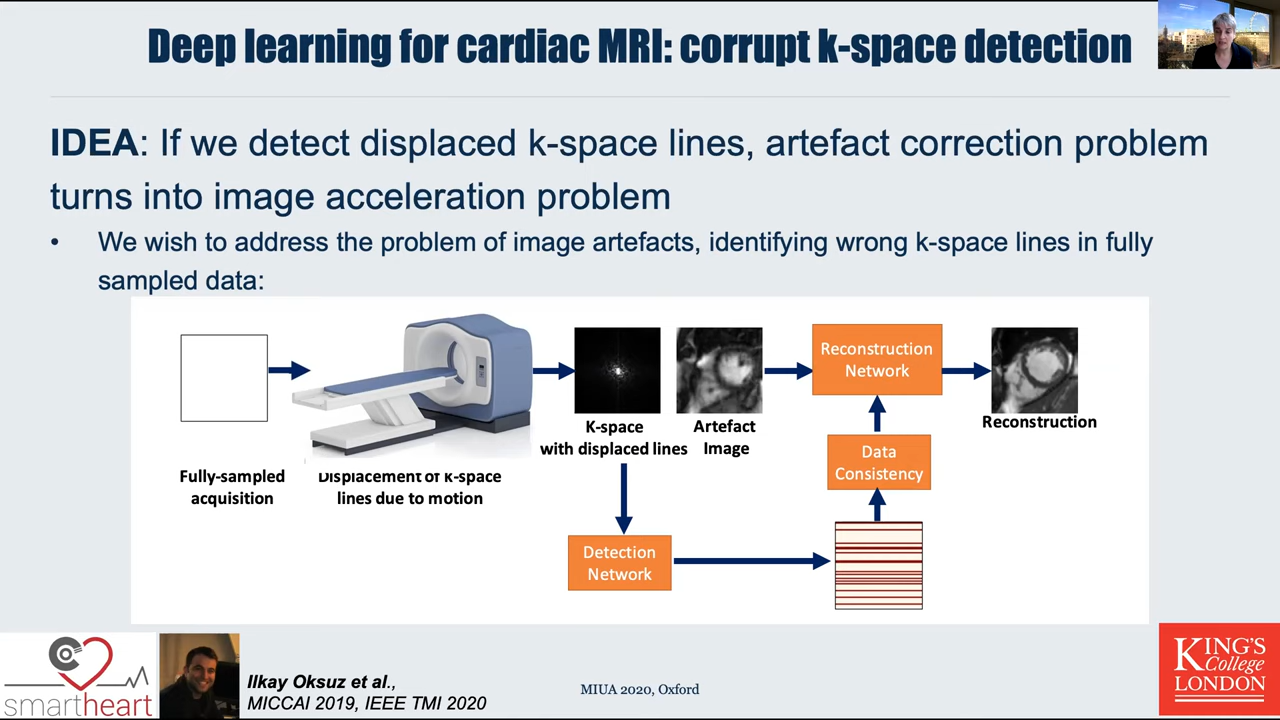 Deep learning for cardiac MRI: corrupt k-space detection
IDEA: If we detect displaced k-space lines, artefact correction problem
turns into image acceleration problem
• We wish to address the problem of image artefacts, identifying wrong k-space lines in fully
sampled data:
Fully-sampled
acquisition
Displacement of k-space
lines due to motion
K-space
with displaced lines
Artefact
Image
Reconstruction
Network
Reconstruction
Data
Consistency
Detection
Network
smartheart
Ilkay Oksuz et al.,
MICCAI 2019, IEEE TMI 2020
MIUA 2020, Oxford
KING'S
College
LONDON